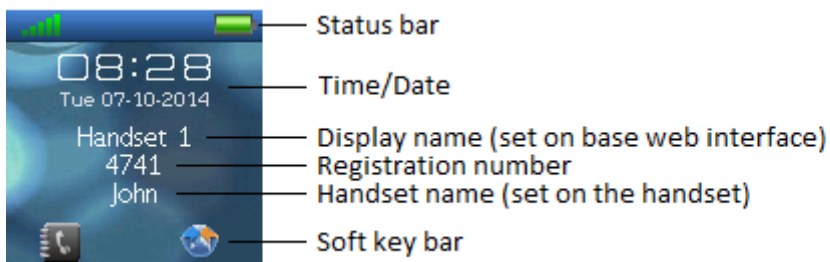 Status bar
08:28
Tue 07-10-2014
Time/Date
Handset 1
Display name (set on base web interface)
4741
Registration number
John
Handset name (set on the handset)
Soft key bar